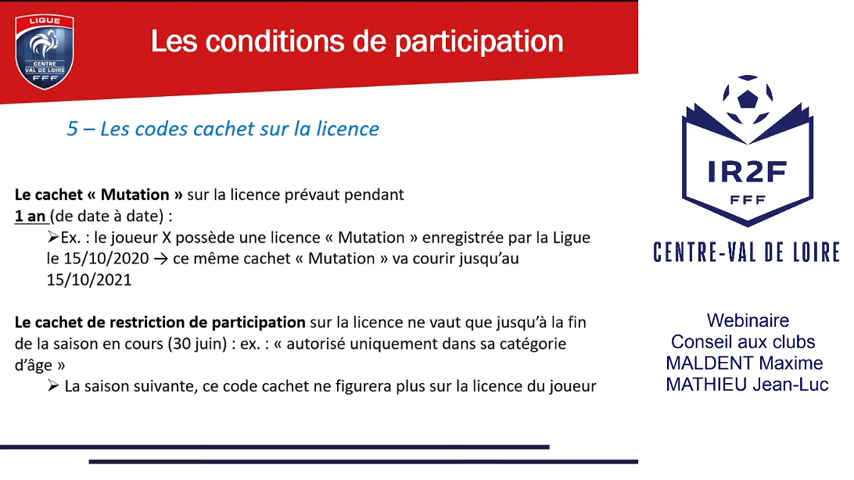 LIGUE
CENTRE
VAL DE LOIRE
FFF
Les conditions de participation
5 – Les codes cachet sur la licence
Le cachet « Mutation » sur la licence prévaut pendant
1 an (de date à date) :
➢Ex. : le joueur X possède une licence « Mutation » enregistrée par la Ligue
le 15/10/2020 → ce même cachet « Mutation » va courir jusqu'au
15/10/2021
Le cachet de restriction de participation sur la licence ne vaut que jusqu'à la fin
de la saison en cours (30 juin) : ex. : « autorisé uniquement dans sa catégorie
d'âge »
➢ La saison suivante, ce code cachet ne figurera plus sur la licence du joueur
IR2F
FFF
CENTRE-VAL DE LOIRE
Webinaire
Conseil aux clubs
MALDENT Maxime
MATHIEU Jean-Luc